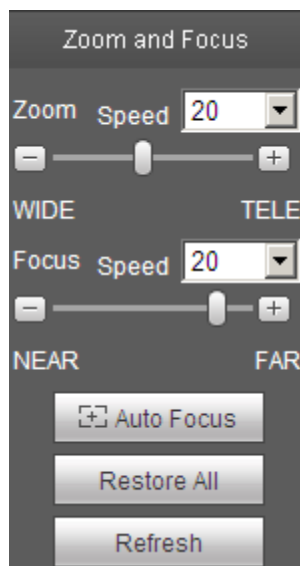 Zoom and Focus
Zoom Speed 20
WIDE TELE
Focus Speed 20
NEAR FAR
Auto Focus
Restore All
Refresh